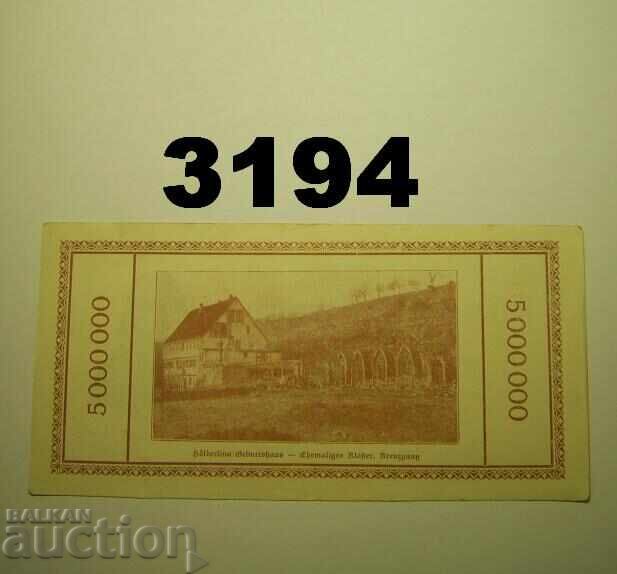 3194
5000000
5000000
Hölderlins Geburtshaus — Ehemaliges Kloster, Kreuzgang
BALKAN
auction